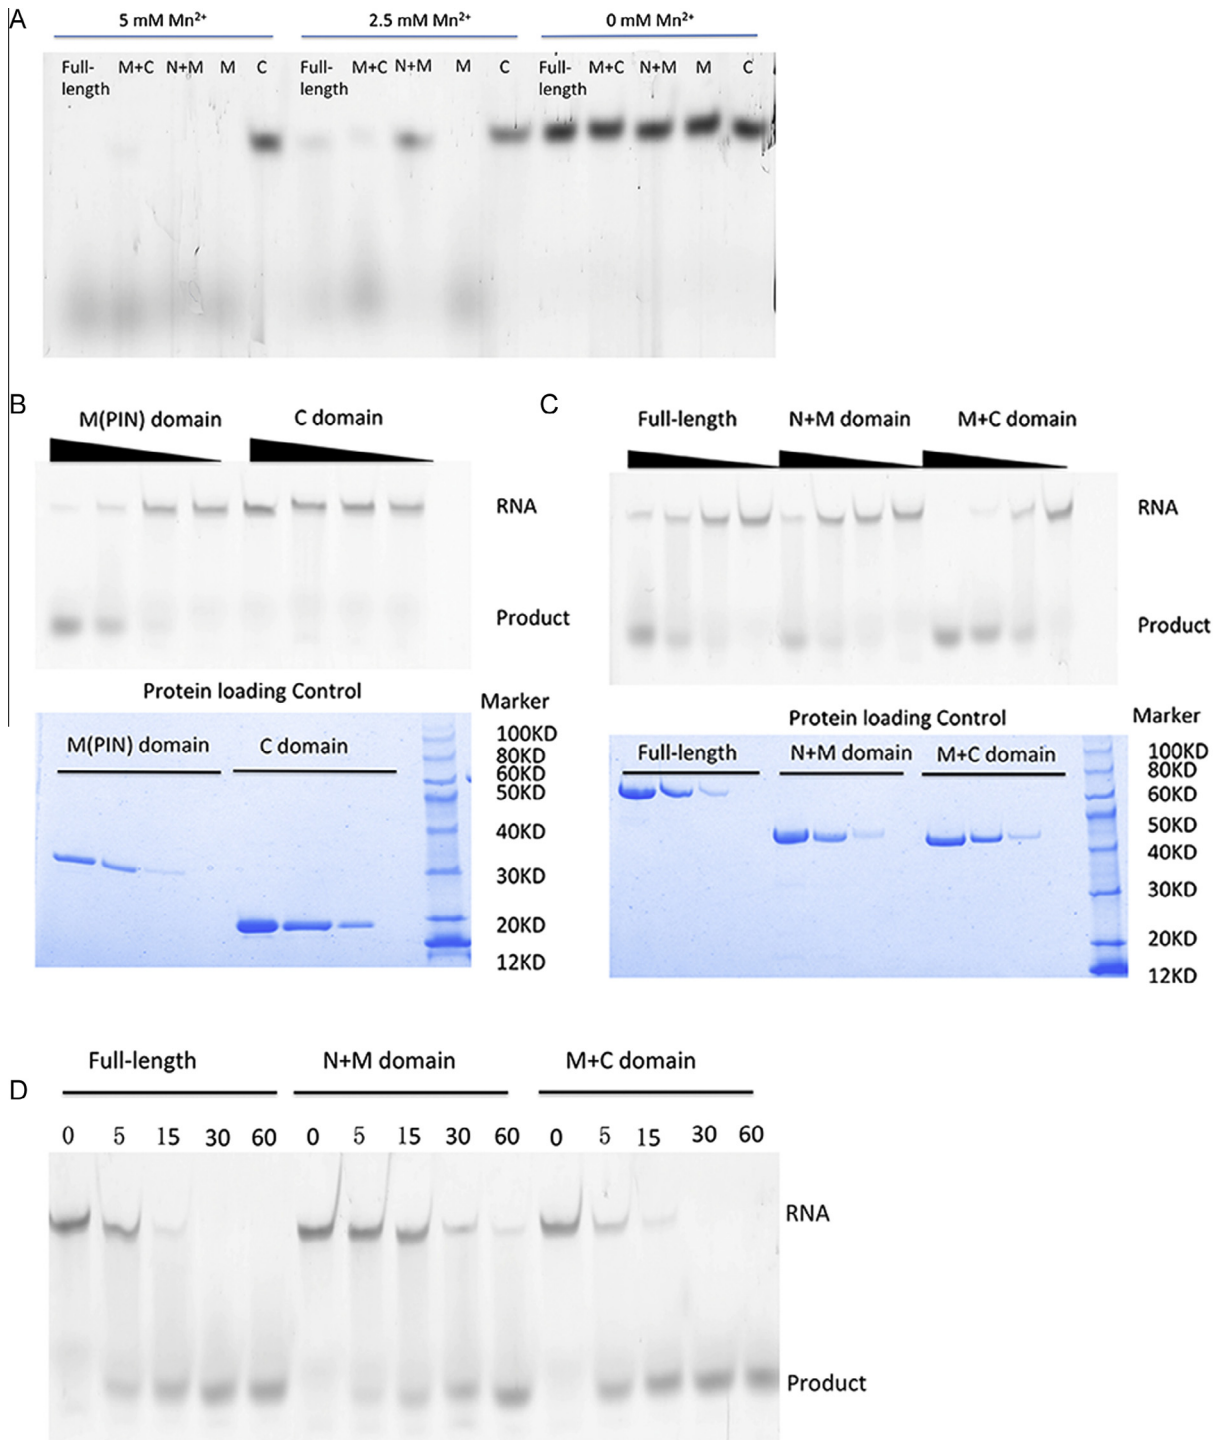 A
5 mM Mn²⁺ 2.5 mM Mn²⁺ 0 mM Mn²⁺
Full-length M+C N+M M C Full-length M+C N+M M C Full-length M+C N+M M C
B
M(PIN) domain C domain
RNA
Product
Protein loading Control
Marker
M(PIN) domain C domain
100KD
80KD
60KD
50KD
40KD
30KD
20KD
12KD
C
Full-length N+M domain M+C domain
RNA
Product
Protein loading Control
Marker
Full-length N+M domain M+C domain
100KD
80KD
60KD
50KD
40KD
30KD
20KD
12KD
D
Full-length N+M domain M+C domain
0 5 15 30 60 0 5 15 30 60 0 5 15 30 60
RNA
Product